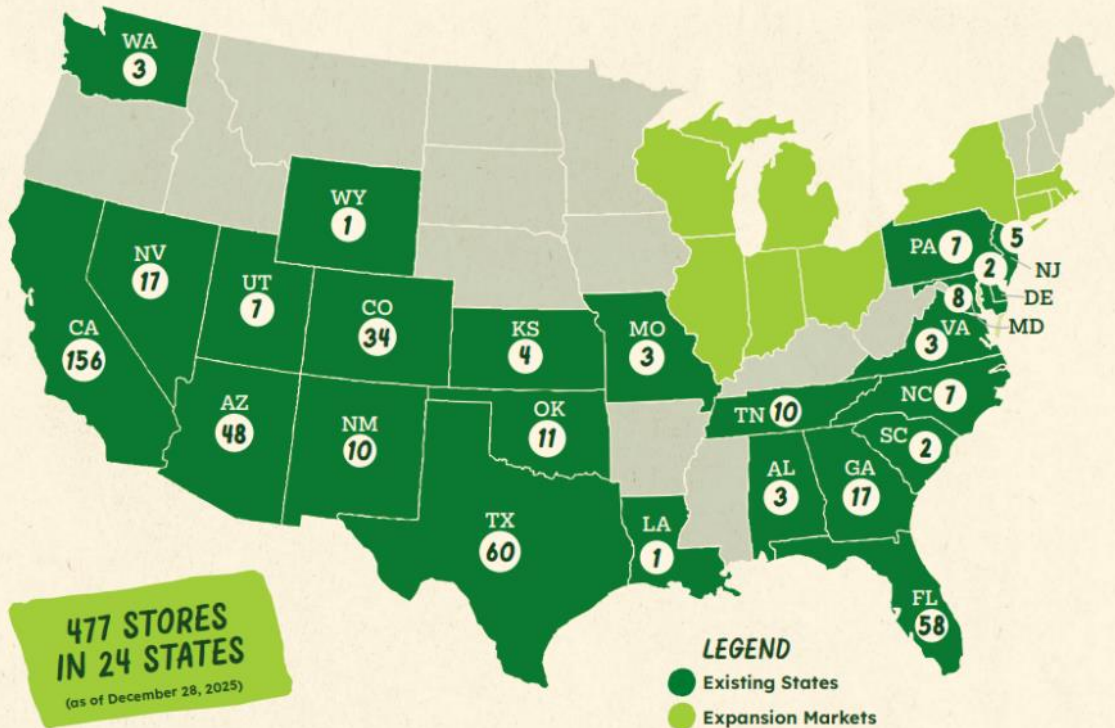 WA
3
WY
1
NV
17
UT
7
CO
34
CA
156
KS
4
MO
3
PA 7
5
NJ
2
DE
8
MD
VA
3
AZ
48
NM
10
OK
11
TN 10
NC 7
SC
2
AL
3
GA
17
TX
60
LA
1
FL
58
477 STORES
IN 24 STATES
(as of December 28, 2025)
LEGEND
Existing States
Expansion Markets